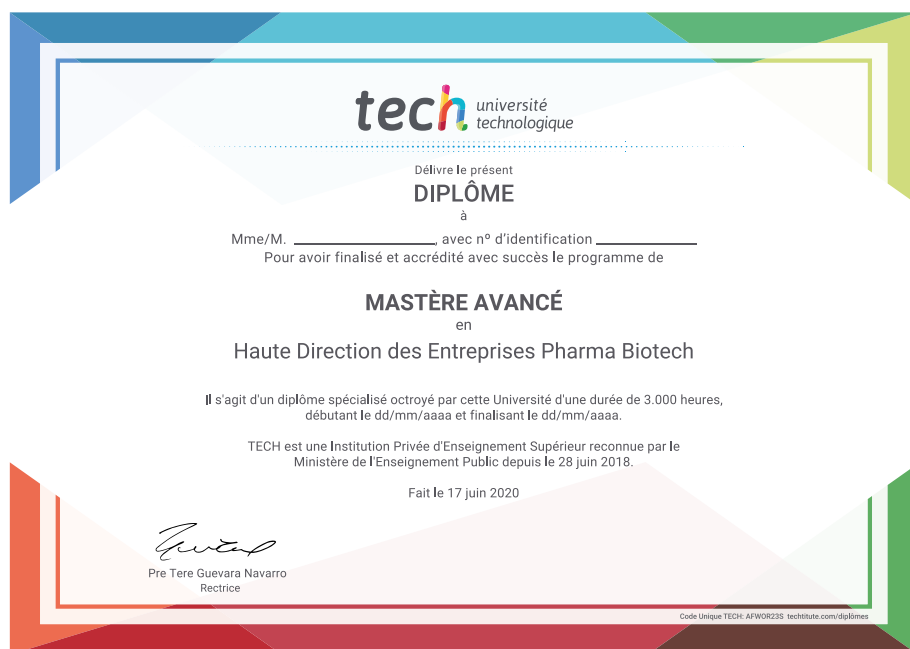 tech université
technologique
Délivre le présent
DIPLÔME
à
Mme/M. ____________________, avec nº d'identification ______________
Pour avoir finalisé et accrédité avec succès le programme de
MASTÈRE AVANCÉ
en
Haute Direction des Entreprises Pharma Biotech
Il s'agit d'un diplôme spécialisé octroyé par cette Université d'une durée de 3.000 heures,
débutant le dd/mm/aaaa et finalisant le dd/mm/aaaa.
TECH est une Institution Privée d'Enseignement Supérieur reconnue par le
Ministère de l'Enseignement Public depuis le 28 juin 2018.
Fait le 17 juin 2020
Pre Tere Guevara Navarro
Rectrice
Code Unique TECH: AFWOR23S techtitute.com/diplômes